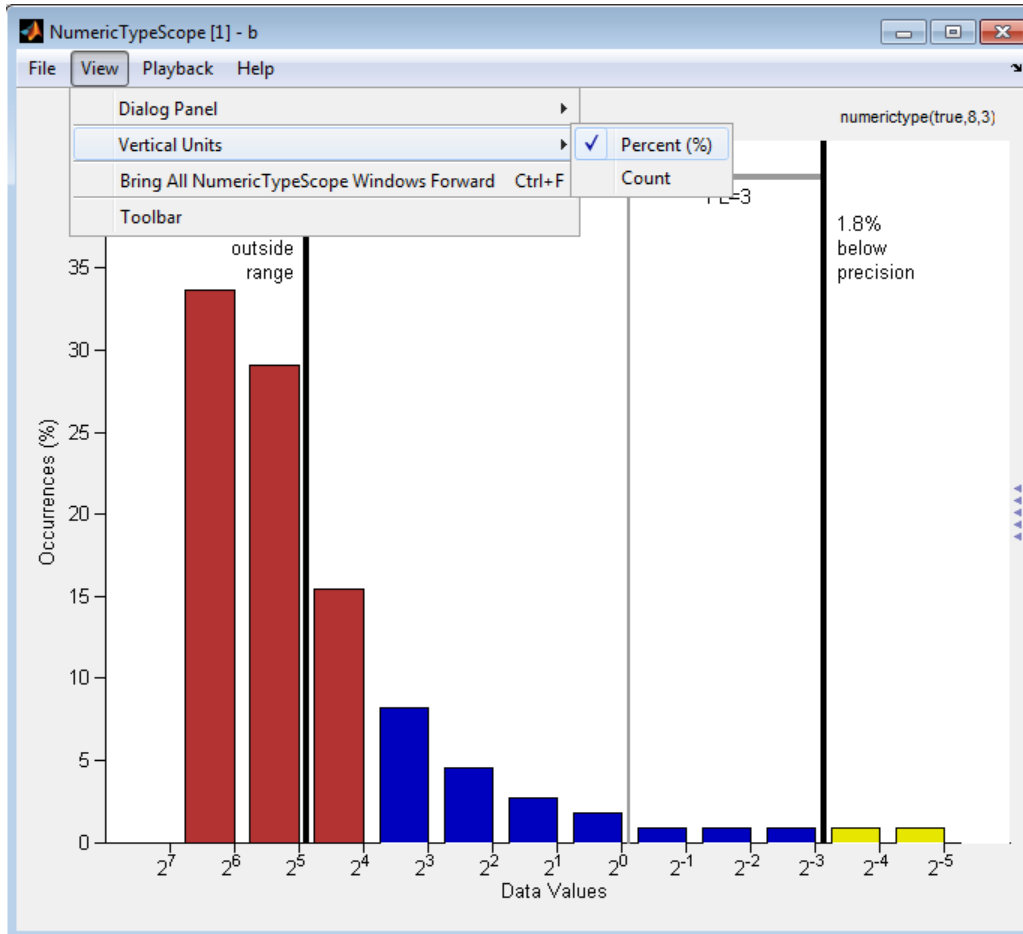 NumericTypeScope [1] - b
File View Playback Help
Dialog Panel
Vertical Units
Bring All NumericTypeScope Windows Forward Ctrl+F
Toolbar
Percent (%)
Count
numerictype(true,8,3)
outside
range
1.8%
below
precision
35
30
25
20
15
10
5
0
Occurrences (%)
2^7 2^6 2^5 2^4 2^3 2^2 2^1 2^0 2^-1 2^-2 2^-3 2^-4 2^-5
Data Values